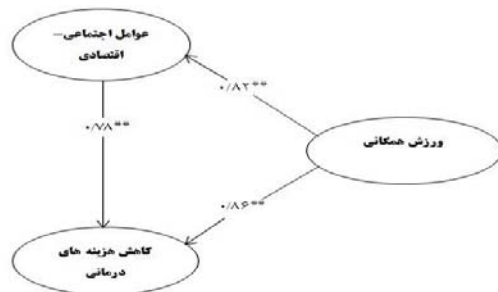 عوامل اجتماعی-
اقتصادی
۰/۸۲**
۰/۷۸**
ورزش همگانی
۰/۸۶**
کاهش هزینه های
درمانی